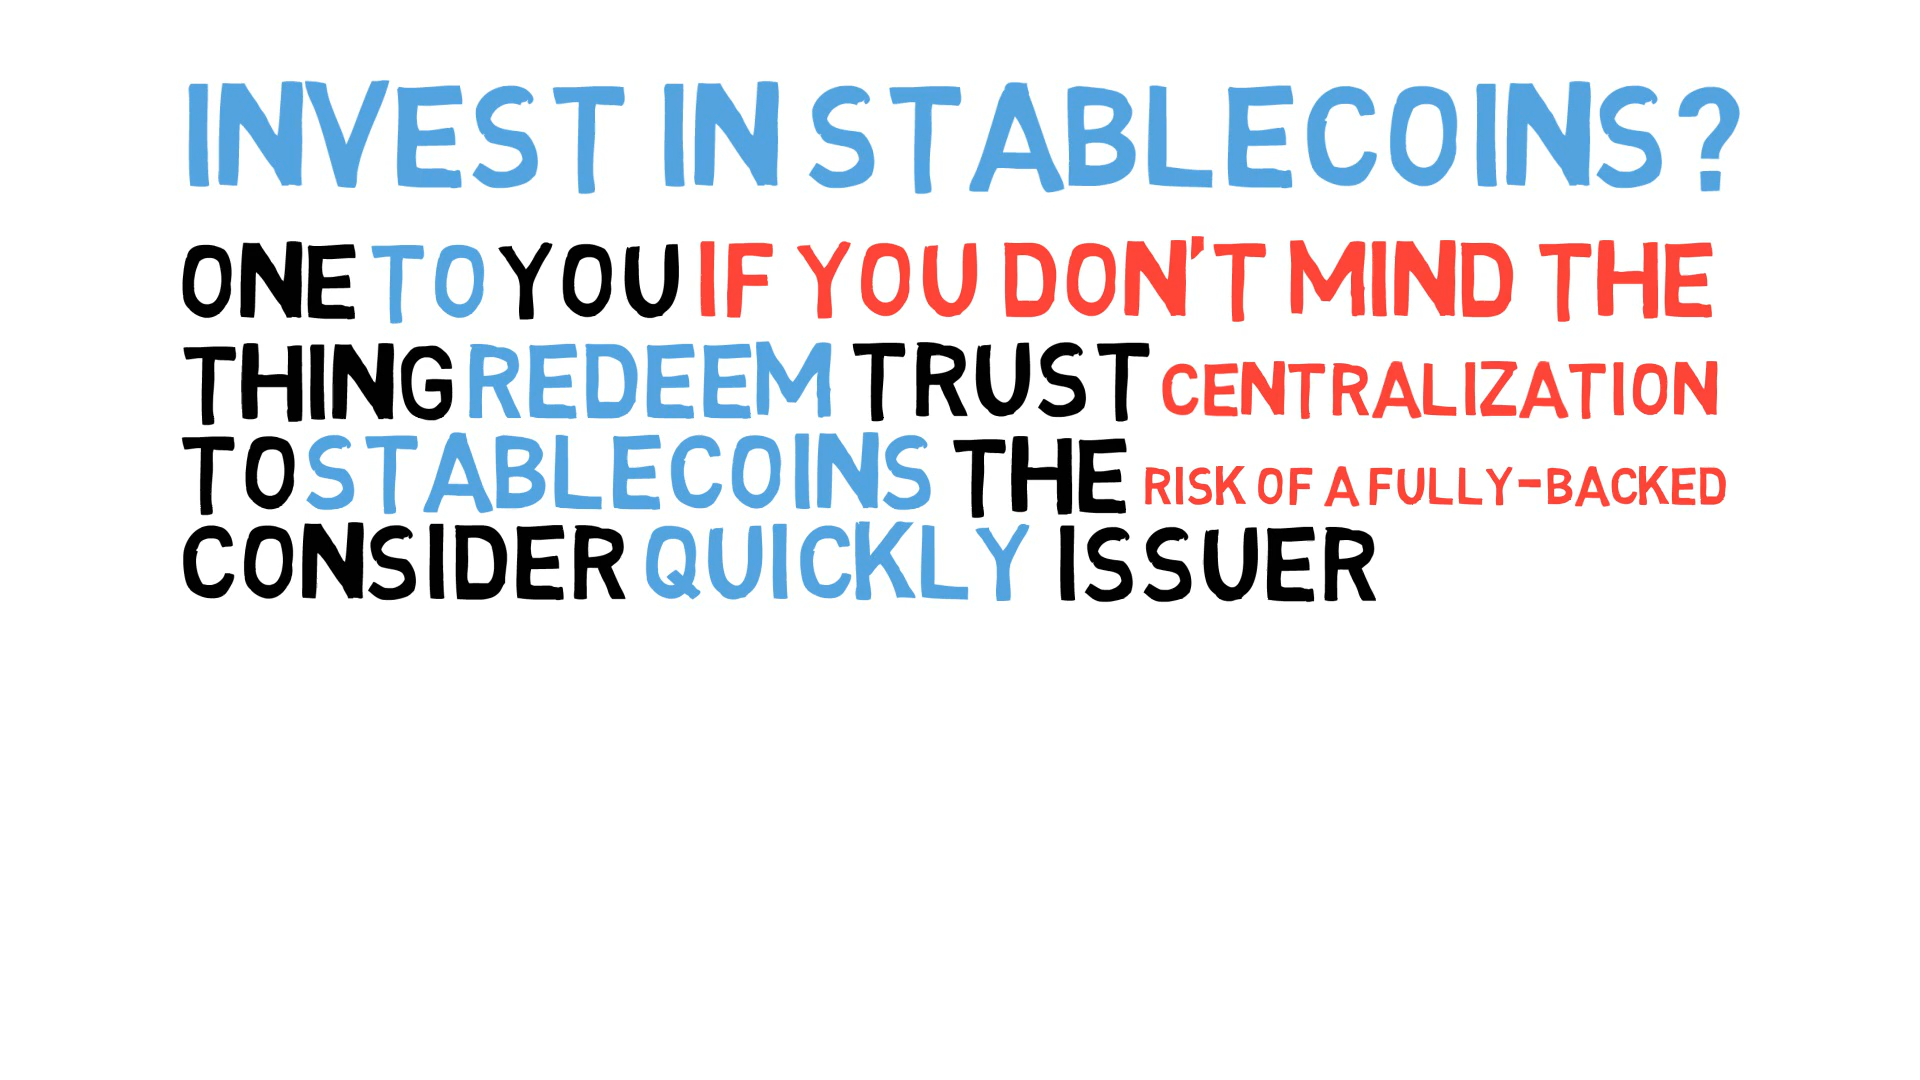 INVEST IN STABLECOINS?
ONE TO YOU IF YOU DON'T MIND THE
THING REDEEM TRUST CENTRALIZATION
TO STABLECOINS THE RISK OF A FULLY-BACKED
CONSIDER QUICKLY ISSUER